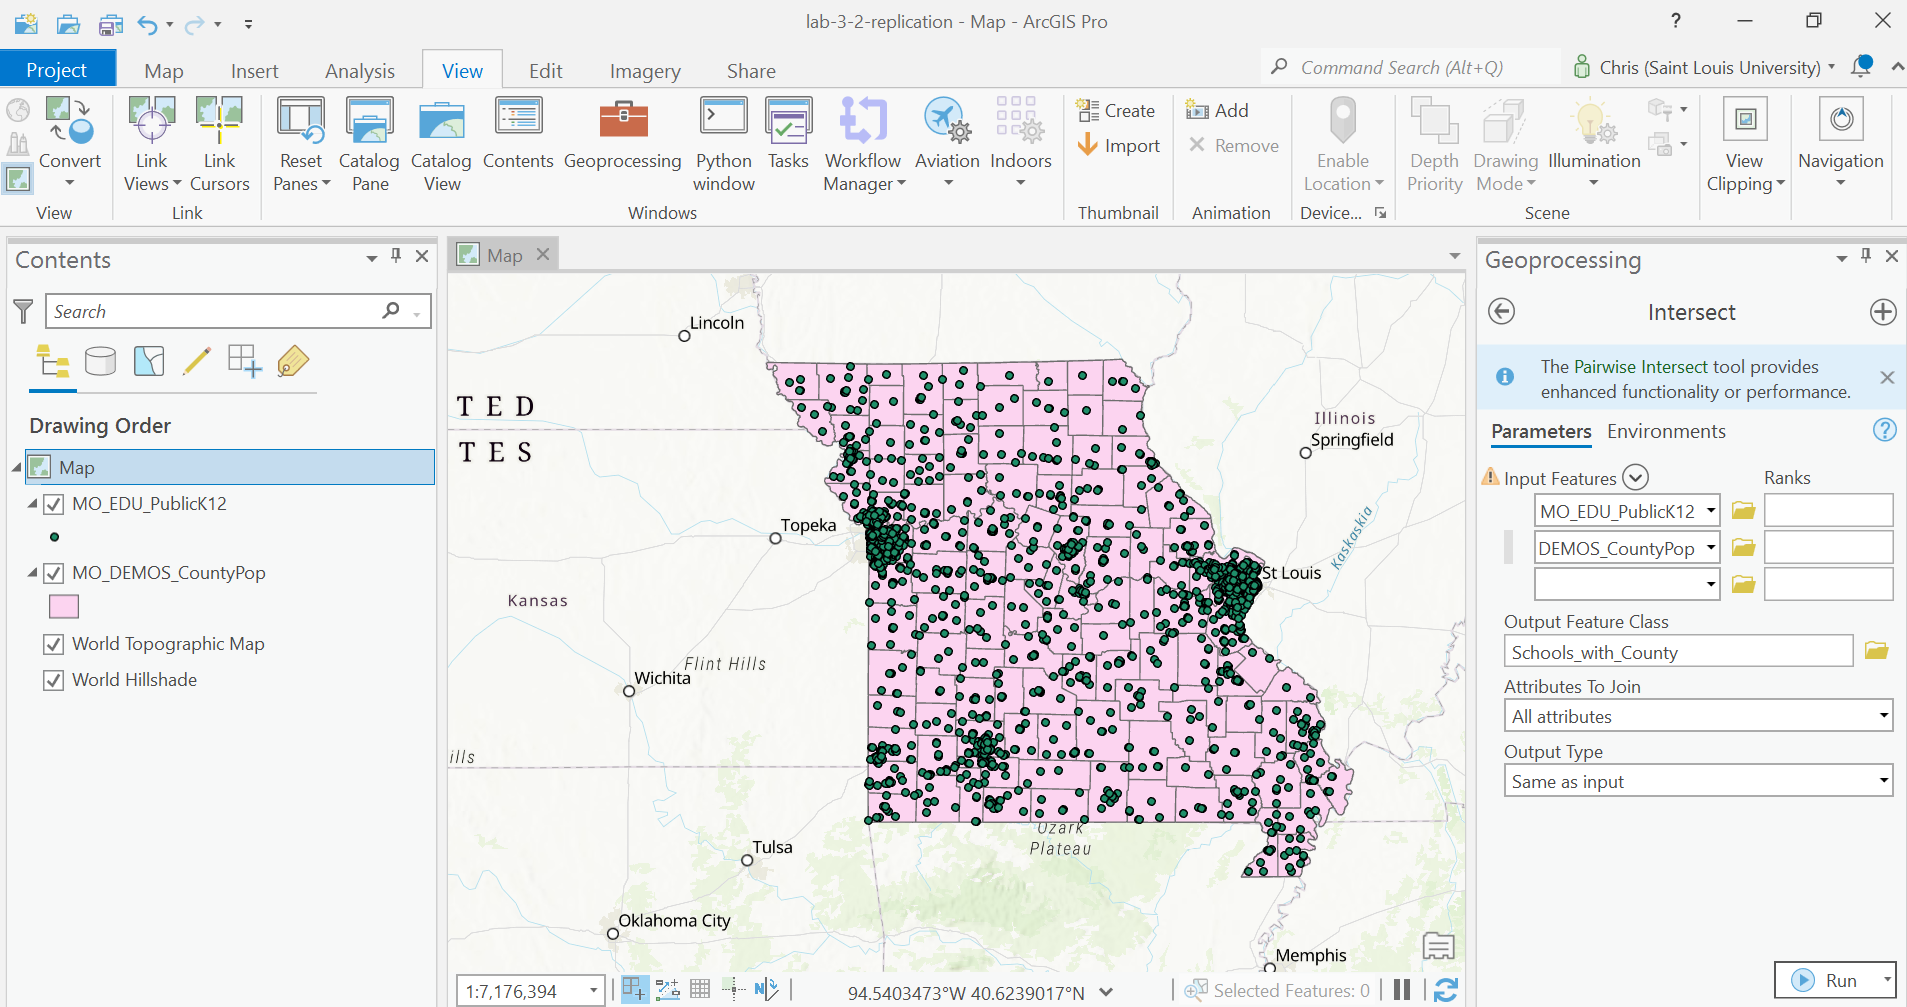 lab-3-2-replication - Map - ArcGIS Pro
?
Project
Map
Insert
Analysis
View
Edit
Imagery
Share
Command Search (Alt+Q)
Chris (Saint Louis University)
Convert
Link
Views
Link
Cursors
Reset
Panes
Catalog
Pane
Catalog
View
Contents
Geoprocessing
Python
window
Tasks
Workflow
Manager
Aviation
Indoors
Create
Import
Add
Remove
Enable
Location
Depth
Priority
Drawing
Mode
Illumination
View
Clipping
Navigation
View
Link
Windows
Thumbnail
Animation
Device...
Scene
Contents
Search
Drawing Order
Map
MO_EDU_PublicK12
MO_DEMOS_CountyPop
World Topographic Map
World Hillshade
Map
Lincoln
TED
TES
Illinois
Springfield
Topeka
Kaskaskia
St Louis
Kansas
Flint Hills
Wichita
ills
Ozark
Plateau
Tulsa
Oklahoma City
Memphis
1:7,176,394
94.5403473°W 40.6239017°N
Selected Features: 0
Geoprocessing
Intersect
The Pairwise Intersect tool provides
enhanced functionality or performance.
Parameters
Environments
?
Input Features
Ranks
MO_EDU_PublicK12
DEMOS_CountyPop
Output Feature Class
Schools_with_County
Attributes To Join
All attributes
Output Type
Same as input
Run